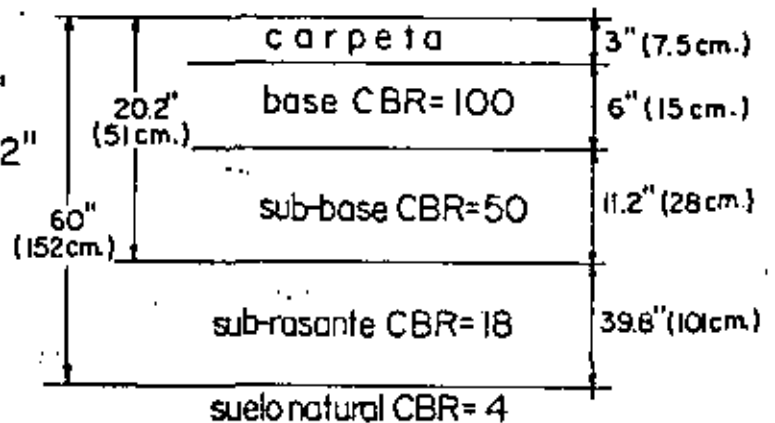 carpeta
3" (7.5 cm.)
2"
20.2"
(51 cm.)
base CBR = 100
6" (15 cm.)
60"
(152 cm.)
sub-base CBR = 50
11.2" (28 cm.)
sub-rasante CBR = 18
39.8" (101 cm.)
suelo natural CBR = 4